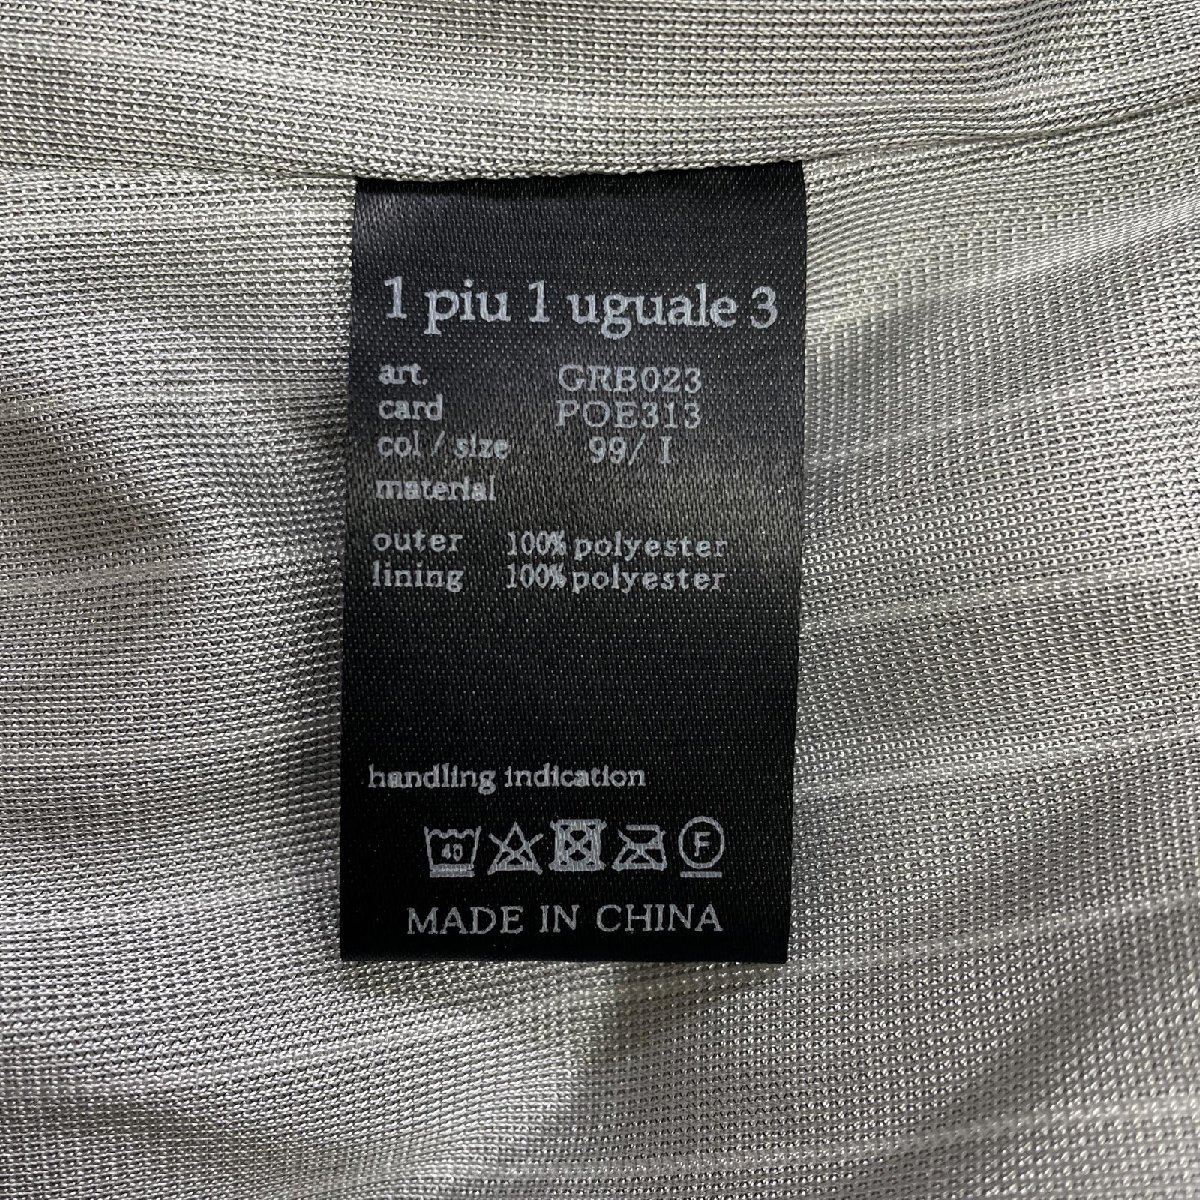 1 piu 1 uguale 3
art. GRB023
card POE313
col / size 99/ I
material
outer 100% polyester
lining 100% polyester
handling indication
40 F
MADE IN CHINA